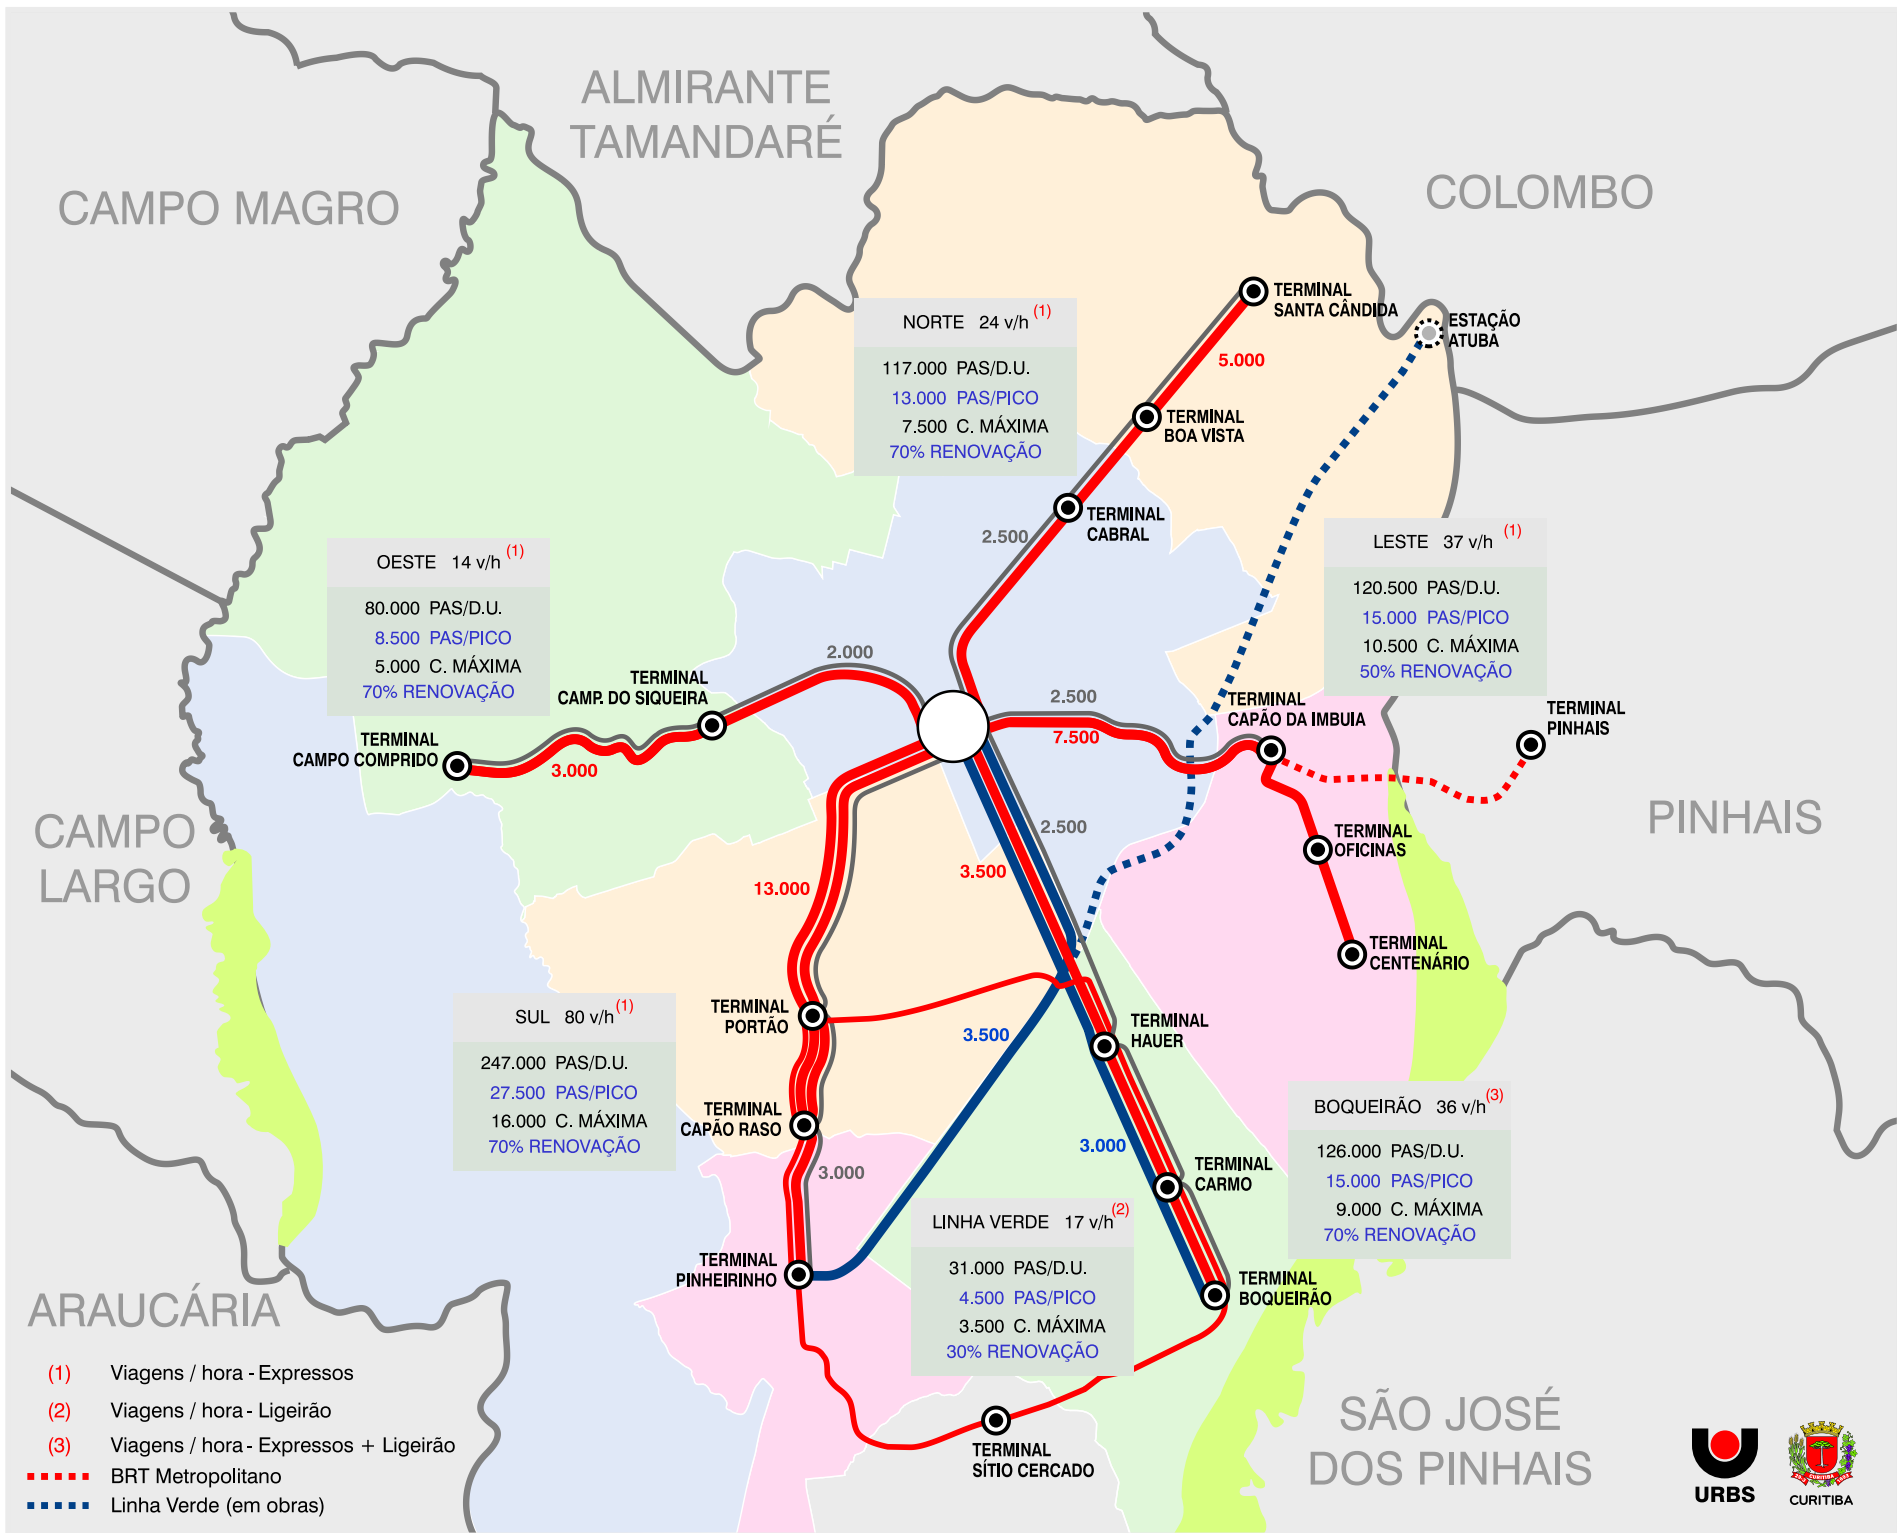 ALMIRANTE
TAMANDARÉ
CAMPO MAGRO
COLOMBO
TERMINAL
SANTA CÂNDIDA
ESTAÇÃO
ATUBA
NORTE 24 v/h (1)
117.000 PAS/D.U.
13.000 PAS/PICO
7.500 C. MÁXIMA
70% RENOVAÇÃO
5.000
TERMINAL
BOA VISTA
TERMINAL
CABRAL
2.500
LESTE 37 v/h (1)
120.500 PAS/D.U.
15.000 PAS/PICO
10.500 C. MÁXIMA
50% RENOVAÇÃO
OESTE 14 v/h (1)
80.000 PAS/D.U.
8.500 PAS/PICO
5.000 C. MÁXIMA
70% RENOVAÇÃO
2.000
TERMINAL
CAMP. DO SIQUEIRA
TERMINAL
CAMPO COMPRIDO
3.000
2.500
7.500
TERMINAL
CAPÃO DA IMBUIA
TERMINAL
PINHAIS
CAMPO
LARGO
PINHAIS
2.500
3.500
13.000
TERMINAL
OFICINAS
TERMINAL
CENTENÁRIO
TERMINAL
PORTÃO
TERMINAL
HAUER
3.500
SUL 80 v/h (1)
247.000 PAS/D.U.
27.500 PAS/PICO
16.000 C. MÁXIMA
70% RENOVAÇÃO
TERMINAL
CAPÃO RASO
3.000
3.000
TERMINAL
CARMO
BOQUEIRÃO 36 v/h (3)
126.000 PAS/D.U.
15.000 PAS/PICO
9.000 C. MÁXIMA
70% RENOVAÇÃO
LINHA VERDE 17 v/h (2)
31.000 PAS/D.U.
4.500 PAS/PICO
3.500 C. MÁXIMA
30% RENOVAÇÃO
TERMINAL
PINHEIRINHO
TERMINAL
BOQUEIRÃO
ARAUCÁRIA
TERMINAL
SÍTIO CERCADO
SÃO JOSÉ
DOS PINHAIS
(1) Viagens / hora - Expressos
(2) Viagens / hora - Ligeirão
(3) Viagens / hora - Expressos + Ligeirão
BRT Metropolitano
Linha Verde (em obras)
URBS
CURITIBA